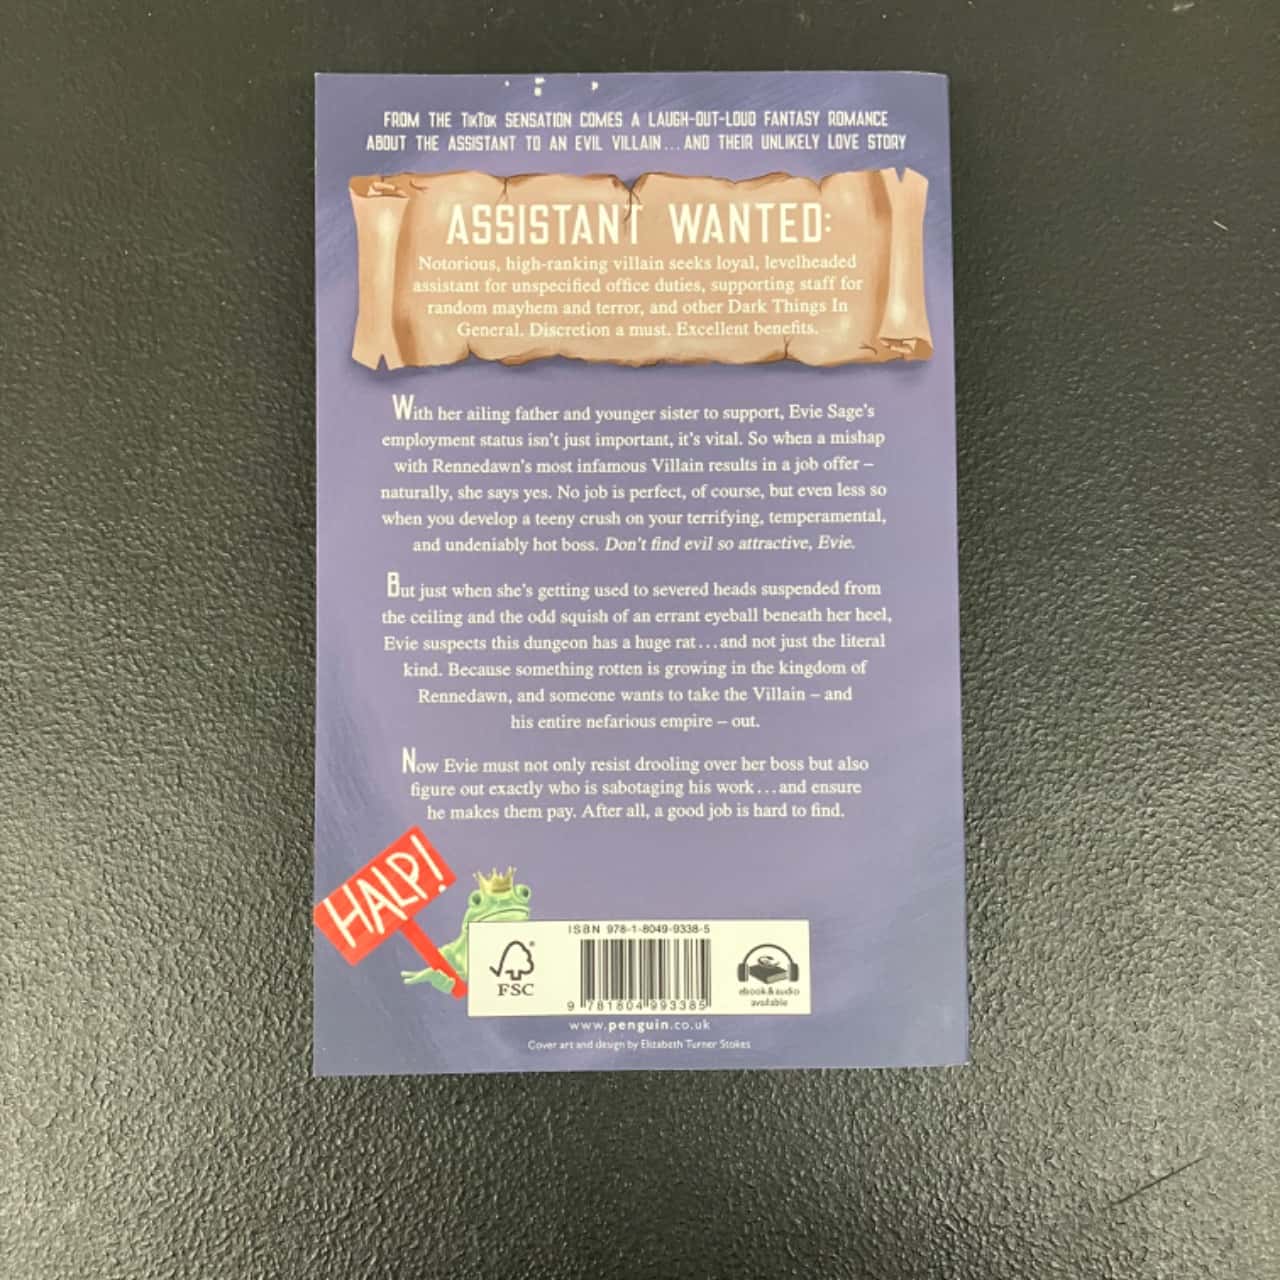 FROM THE TikTok SENSATION COMES A LAUGH-OUT-LOUD FANTASY ROMANCE
ABOUT THE ASSISTANT TO AN EVIL VILLAIN...AND THEIR UNLIKELY LOVE STORY
ASSISTANT WANTED:
Notorious, high-ranking villain seeks loyal, levelheaded
assistant for unspecified office duties, supporting staff for
random mayhem and terror, and other Dark Things In
General. Discretion a must. Excellent benefits.
With her ailing father and younger sister to support, Evie Sage's
employment status isn't just important, it's vital. So when a mishap
with Rennedawn's most infamous Villain results in a job offer –
naturally, she says yes. No job is perfect, of course, but even less so
when you develop a teeny crush on your terrifying, temperamental,
and undeniably hot boss. Don't find evil so attractive, Evie.
But just when she's getting used to severed heads suspended from
the ceiling and the odd squish of an errant eyeball beneath her heel,
Evie suspects this dungeon has a huge rat...and not just the literal
kind. Because something rotten is growing in the kingdom of
Rennedawn, and someone wants to take the Villain – and
his entire nefarious empire – out.
Now Evie must not only resist drooling over her boss but also
figure out exactly who is sabotaging his work...and ensure
he makes them pay. After all, a good job is hard to find.
HALP!
ISBN 978-1-8049-9338-5
FSC
9 781804 993385
ebook & audio
available
www.penguin.co.uk
Cover art and design by Elizabeth Turner Stokes